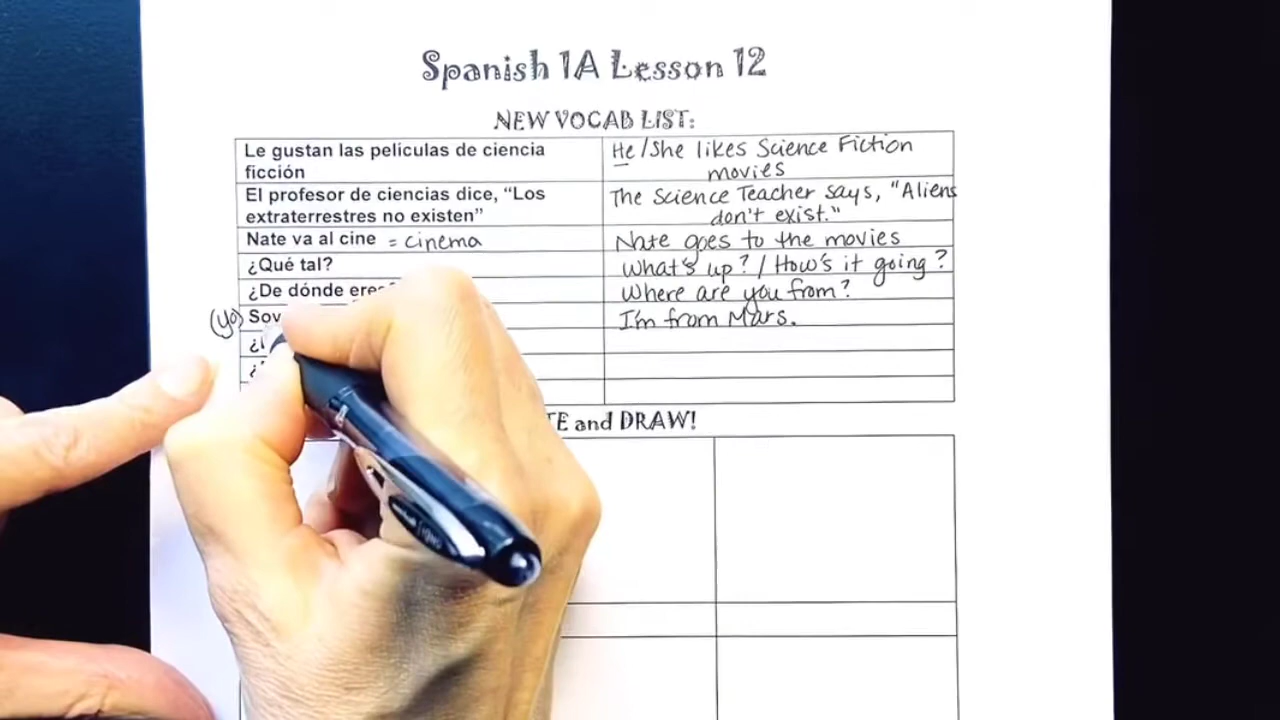 Spanish 1A Lesson 12
NEW VOCAB LIST:
Le gustan las películas de ciencia
ficción
He/She likes Science Fiction
movies
El profesor de ciencias dice, “Los
extraterrestres no existen”
The Science Teacher says, "Aliens
don't exist."
Nate va al cine = cinema
Nate goes to the movies
¿Qué tal?
What's up? / How's it going?
¿De dónde eres?
Where are you from?
(yo) Soy
I'm from Mars.
and DRAW!